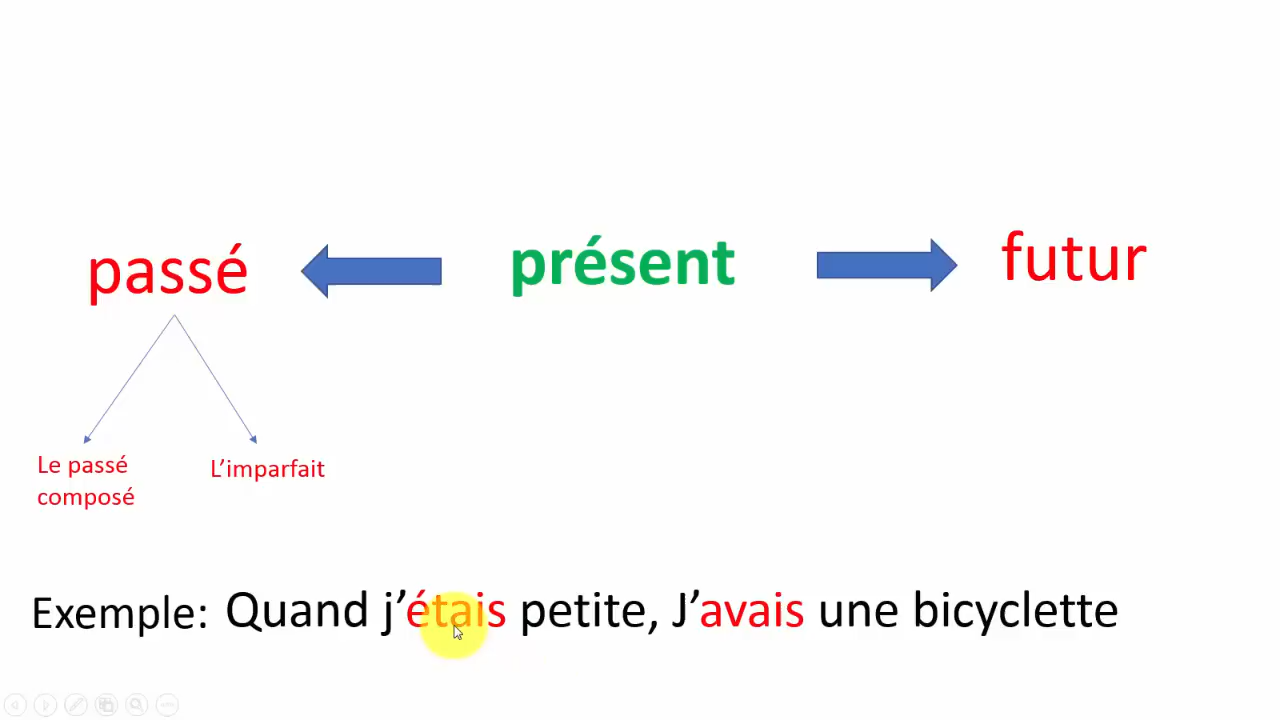 passé présent futur
Le passé
composé
L’imparfait
Exemple: Quand j’étais petite, J’avais une bicyclette